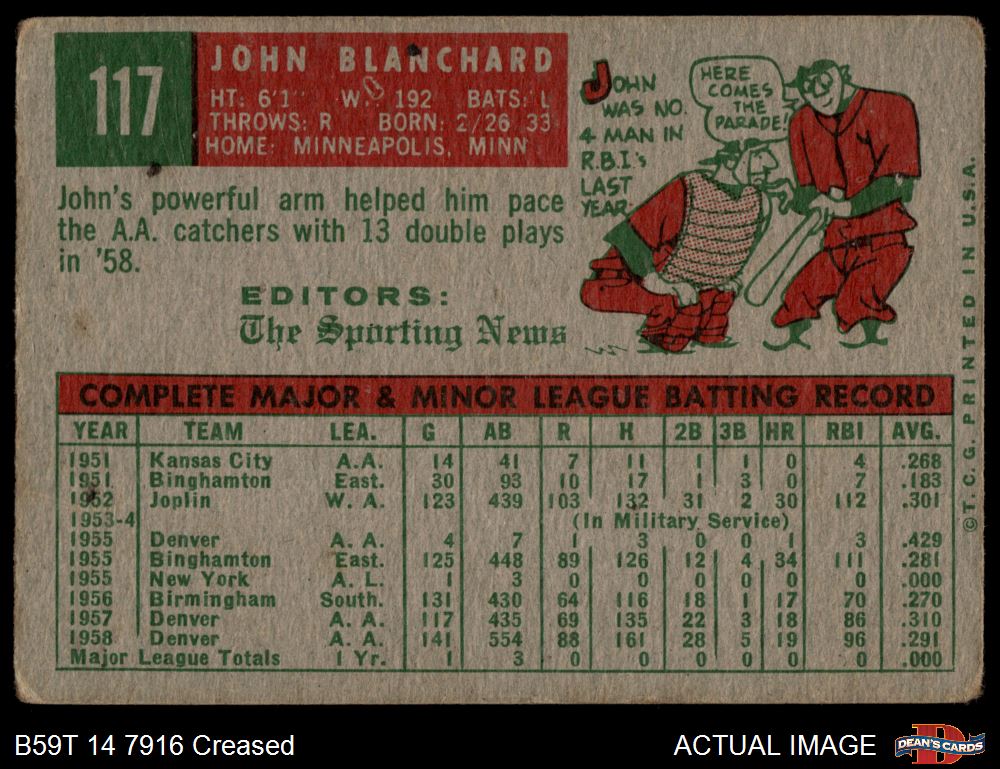 117
JOHN BLANCHARD
HT: 6'1" W. 192 BATS: L
THROWS: R BORN: 2/26 33
HOME: MINNEAPOLIS, MINN
JOHN
WAS NO.
4 MAN IN
R.B.I.'s
LAST
YEAR.
HERE
COMES
THE
PARADE!
John's powerful arm helped him pace
the A.A. catchers with 13 double plays
in '58.
EDITORS:
The Sporting News
COMPLETE MAJOR & MINOR LEAGUE BATTING RECORD
YEAR TEAM LEA. G AB R H 2B 3B HR RBI AVG.
1951 Kansas City A.A. 14 41 7 11 1 1 0 4 .268
1951 Binghamton East. 30 93 10 17 1 3 0 7 .183
1952 Joplin W. A. 123 439 103 132 31 2 30 112 .301
1953-4 (In Military Service)
1955 Denver A. A. 4 7 1 3 0 0 1 3 .429
1955 Binghamton East. 125 448 89 126 12 4 34 111 .281
1955 New York A. L. 1 3 0 0 0 0 0 0 .000
1956 Birmingham South. 131 430 64 116 18 1 17 70 .270
1957 Denver A. A. 117 435 69 135 22 3 18 86 .310
1958 Denver A. A. 141 554 88 161 28 5 19 96 .291
Major League Totals 1 Yr. 1 3 0 0 0 0 0 0 .000
©T. C. G. PRINTED IN U.S.A.
B59T 14 7916 Creased
ACTUAL IMAGE
DEAN'S CARDS